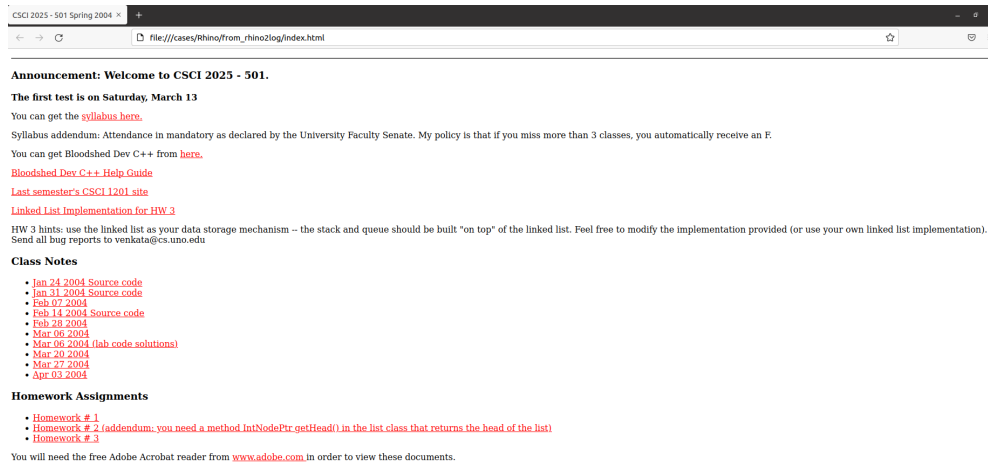 CSCI 2025 - 501 Spring 2004 × +
file:///cases/Rhino/from_rhino2log/index.html
Announcement: Welcome to CSCI 2025 - 501.
The first test is on Saturday, March 13
You can get the syllabus here.
Syllabus addendum: Attendance in mandatory as declared by the University Faculty Senate. My policy is that if you miss more than 3 classes, you automatically receive an F.
You can get Bloodshed Dev C++ from here.
Bloodshed Dev C++ Help Guide
Last semester's CSCI 1201 site
Linked List Implementation for HW 3
HW 3 hints: use the linked list as your data storage mechanism -- the stack and queue should be built "on top" of the linked list. Feel free to modify the implementation provided (or use your own linked list implementation).
Send all bug reports to venkata@cs.uno.edu
Class Notes
• Jan 24 2004 Source code
• Jan 31 2004 Source code
• Feb 07 2004
• Feb 14 2004 Source code
• Feb 28 2004
• Mar 06 2004
• Mar 06 2004 (lab code solutions)
• Mar 20 2004
• Mar 27 2004
• Apr 03 2004
Homework Assignments
• Homework # 1
• Homework # 2 (addendum: you need a method IntNodePtr getHead() in the list class that returns the head of the list)
• Homework # 3
You will need the free Adobe Acrobat reader from www.adobe.com in order to view these documents.